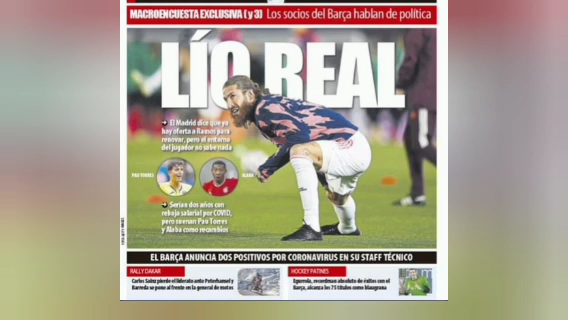 MACROENCUESTA EXCLUSIVA (y 3) Los socios del Barça hablan de política
LÍO REAL
El Madrid dice que ya
hay oferta a Ramos para
renovar, pero el entorno
del jugador no sabe nada
PAU TORRES
ALABA
Serían dos años con
rebaja salarial por COVID,
pero suenan Pau Torres
y Alaba como recambios
EL BARÇA ANUNCIA DOS POSITIVOS POR CORONAVIRUS EN SU STAFF TÉCNICO
RALLY DAKAR
Carlos Sainz pierde el liderato ante Peterhansel y
Barreda se pone al frente en la general de motos
HOCKEY PATINES
Egurrola, recordman absoluto de éxitos con el
Barça, alcanza los 75 títulos como blaugrana